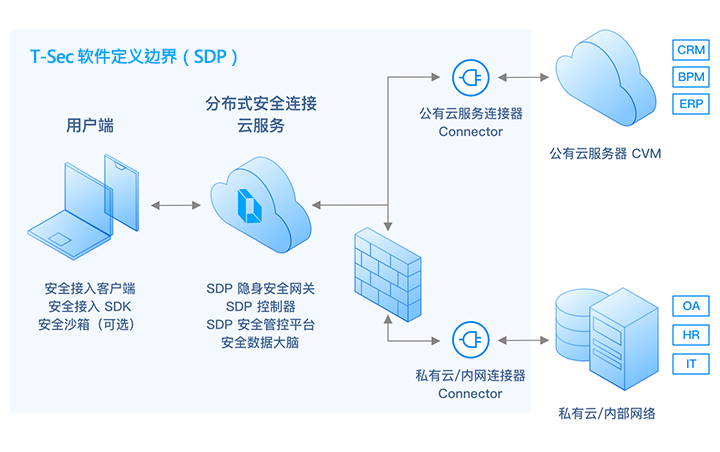 T-Sec 软件定义边界（SDP）
用户端
安全接入客户端
安全接入 SDK
安全沙箱（可选）
分布式安全连接
云服务
SDP 隐身安全网关
SDP 控制器
SDP 安全管控平台
安全数据大脑
公有云服务连接器
Connector
私有云/内网连接器
Connector
公有云服务器 CVM
CRM
BPM
ERP
私有云/内部网络
OA
HR
IT